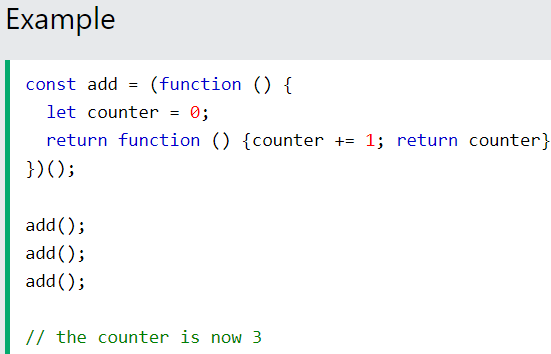 Example
const add = (function () {
  let counter = 0;
  return function () {counter += 1; return counter}
})();
add();
add();
add();
// the counter is now 3